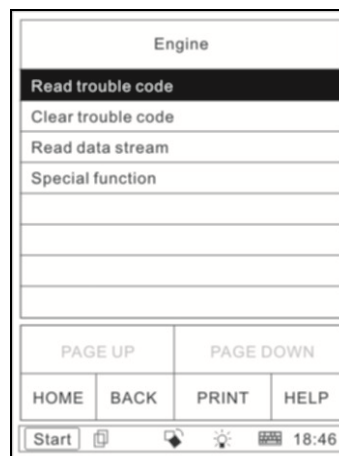 Engine
Read trouble code
Clear trouble code
Read data stream
Special function
PAGE UP PAGE DOWN
HOME BACK PRINT HELP
Start 18:46